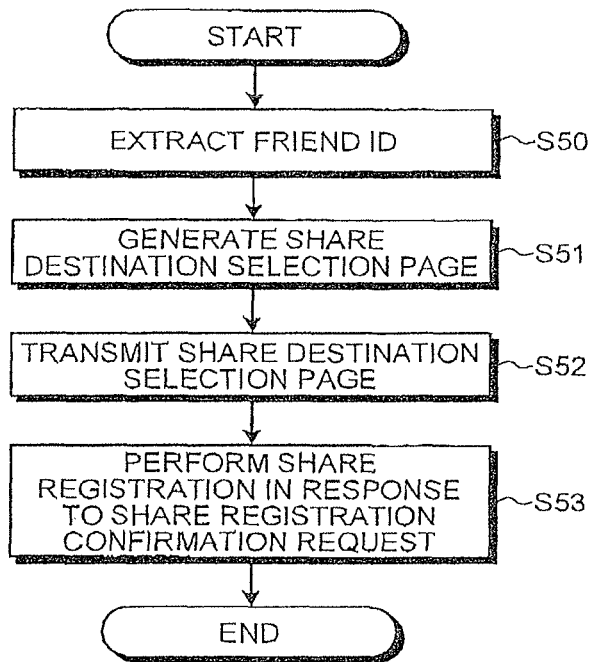 START
EXTRACT FRIEND ID
S50
GENERATE SHARE
DESTINATION SELECTION PAGE
S51
TRANSMIT SHARE DESTINATION
SELECTION PAGE
S52
PERFORM SHARE
REGISTRATION IN RESPONSE
TO SHARE REGISTRATION
CONFIRMATION REQUEST
S53
END